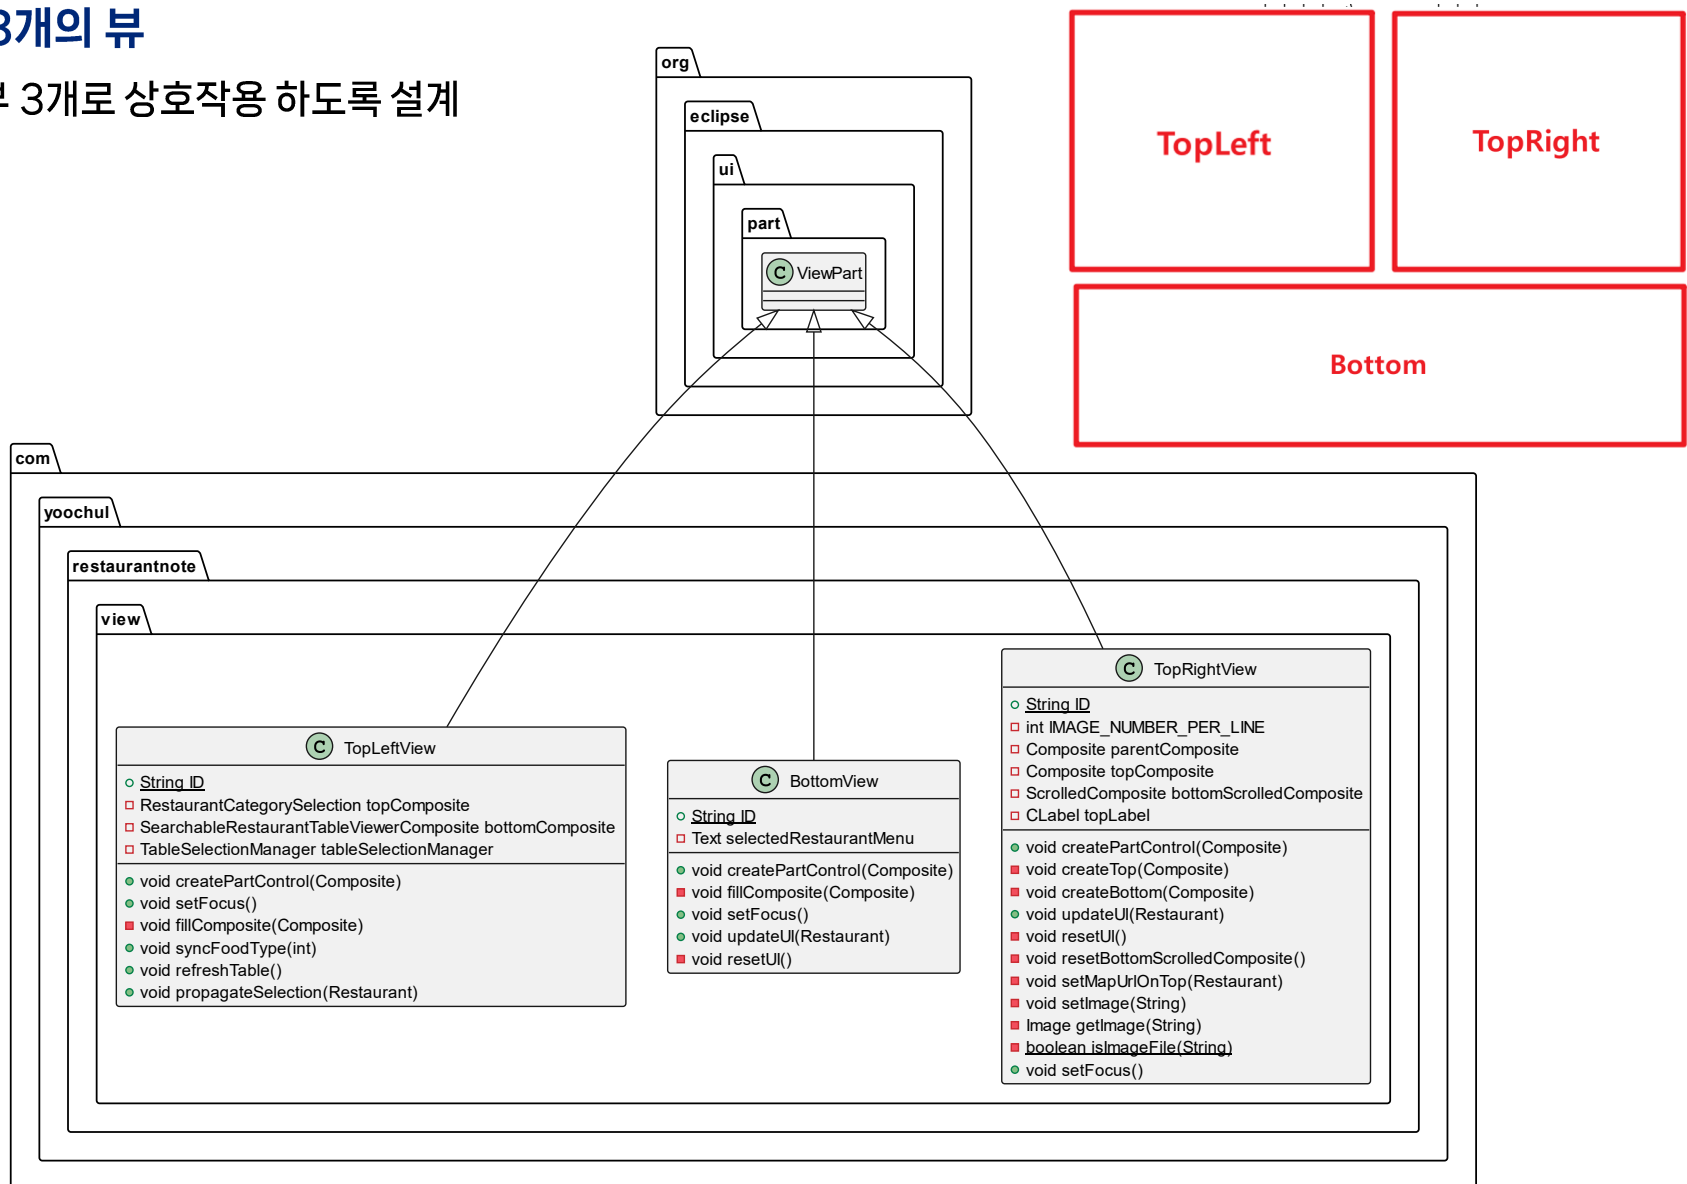 3개의 뷰
3개로 상호작용 하도록 설계
TopLeft
TopRight
Bottom
org
eclipse
ui
part
C ViewPart
com
yoochul
restaurantnote
view
C TopLeftView
String ID
RestaurantCategorySelection topComposite
SearchableRestaurantTableViewerComposite bottomComposite
TableSelectionManager tableSelectionManager
void createPartControl(Composite)
void setFocus()
void fillComposite(Composite)
void syncFoodType(int)
void refreshTable()
void propagateSelection(Restaurant)
C BottomView
String ID
Text selectedRestaurantMenu
void createPartControl(Composite)
void fillComposite(Composite)
void setFocus()
void updateUI(Restaurant)
void resetUI()
C TopRightView
String ID
int IMAGE_NUMBER_PER_LINE
Composite parentComposite
Composite topComposite
ScrolledComposite bottomScrolledComposite
CLabel topLabel
void createPartControl(Composite)
void createTop(Composite)
void createBottom(Composite)
void updateUI(Restaurant)
void resetUI()
void resetBottomScrolledComposite()
void setMapUrlOnTop(Restaurant)
void setImage(String)
Image getImage(String)
boolean isImageFile(String)
void setFocus()